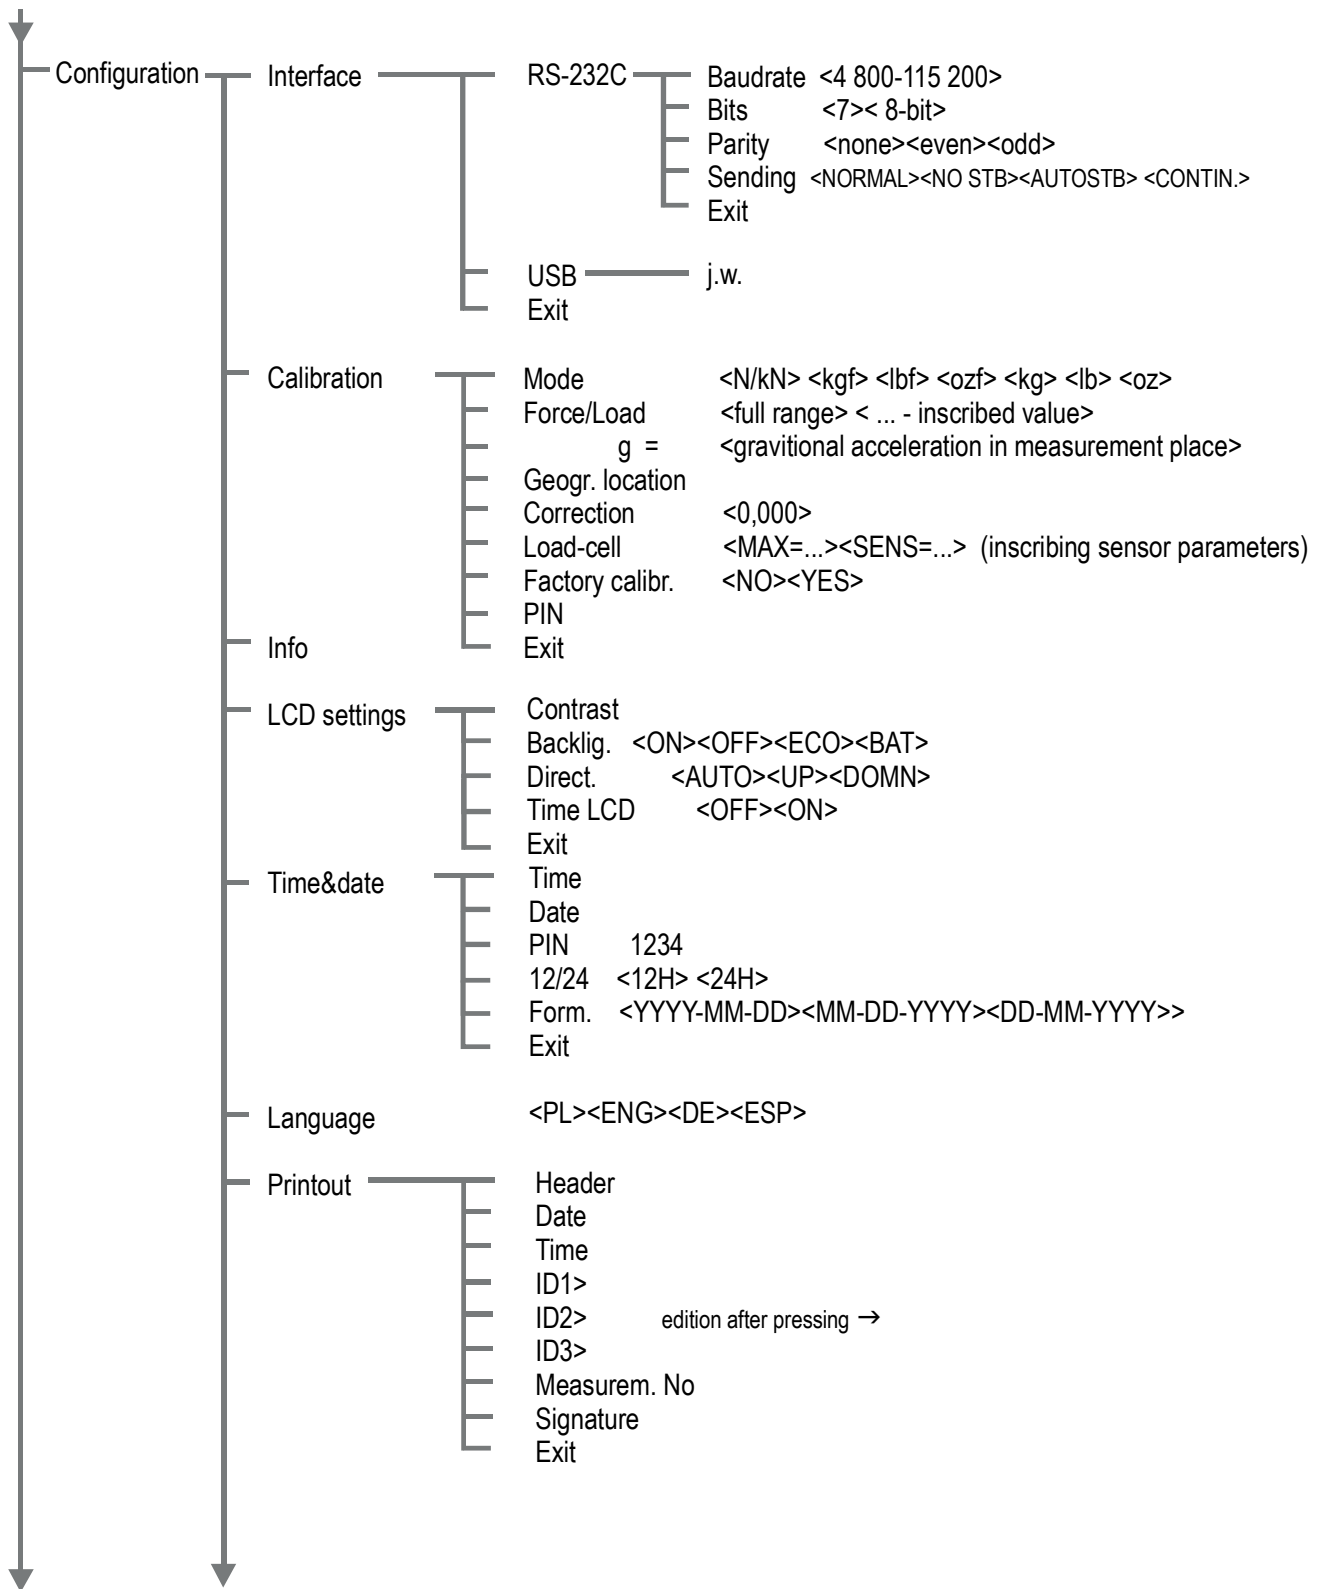 Configuration Interface RS-232C Baudrate <4 800-115 200>
Bits <7>< 8-bit>
Parity <none><even><odd>
Sending <NORMAL><NO STB><AUTOSTB> <CONTIN.>
Exit
USB j.w.
Exit
Calibration Mode <N/kN> <kgf> <lbf> <ozf> <kg> <lb> <oz>
Force/Load <full range> < ... - inscribed value>
g = <gravitional acceleration in measurement place>
Geogr. location
Correction <0,000>
Load-cell <MAX=...><SENS=...> (inscribing sensor parameters)
Factory calibr. <NO><YES>
PIN
Info Exit
LCD settings Contrast
Backlig. <ON><OFF><ECO><BAT>
Direct. <AUTO><UP><DOMN>
Time LCD <OFF><ON>
Exit
Time&date Time
Date
PIN 1234
12/24 <12H> <24H>
Form. <YYYY-MM-DD><MM-DD-YYYY><DD-MM-YYYY>>
Exit
Language <PL><ENG><DE><ESP>
Printout Header
Date
Time
ID1>
ID2> edition after pressing →
ID3>
Measurem. No
Signature
Exit